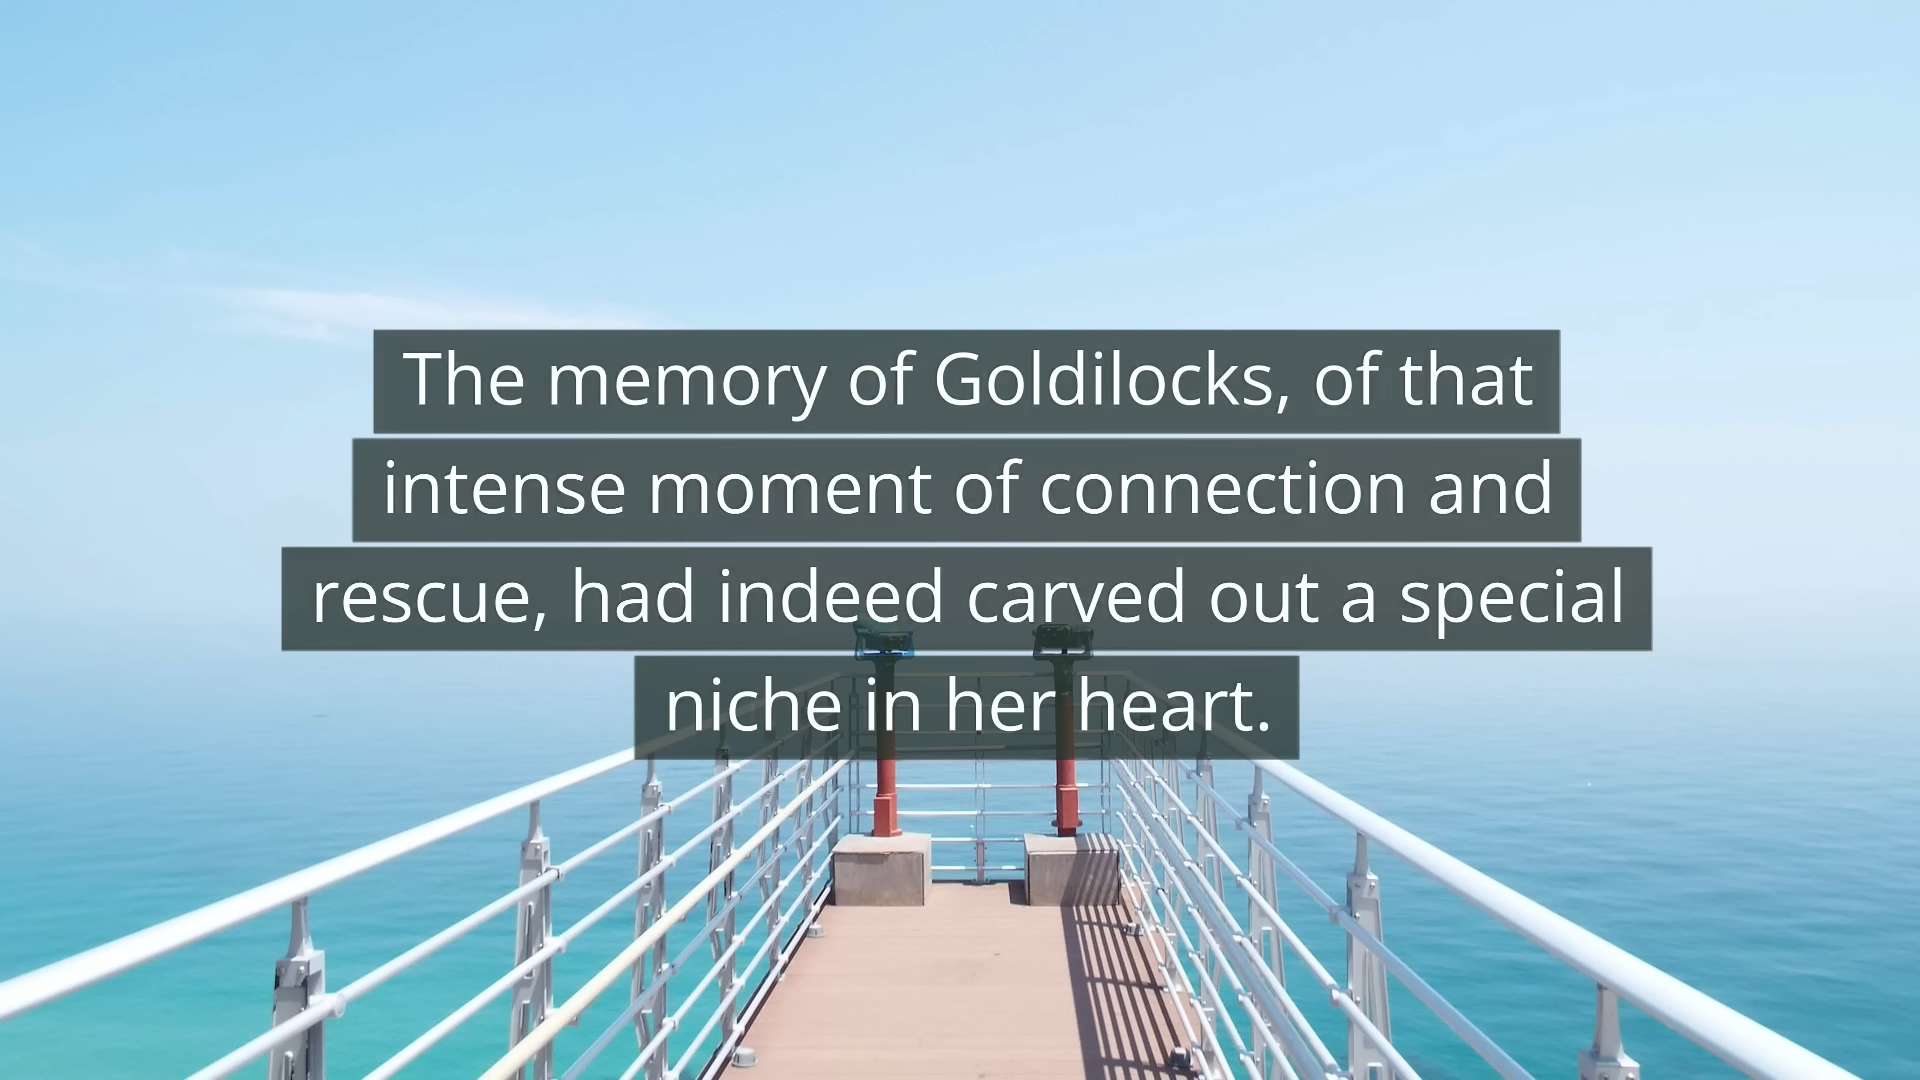 The memory of Goldilocks, of that
intense moment of connection and
rescue, had indeed carved out a special
niche in her heart.